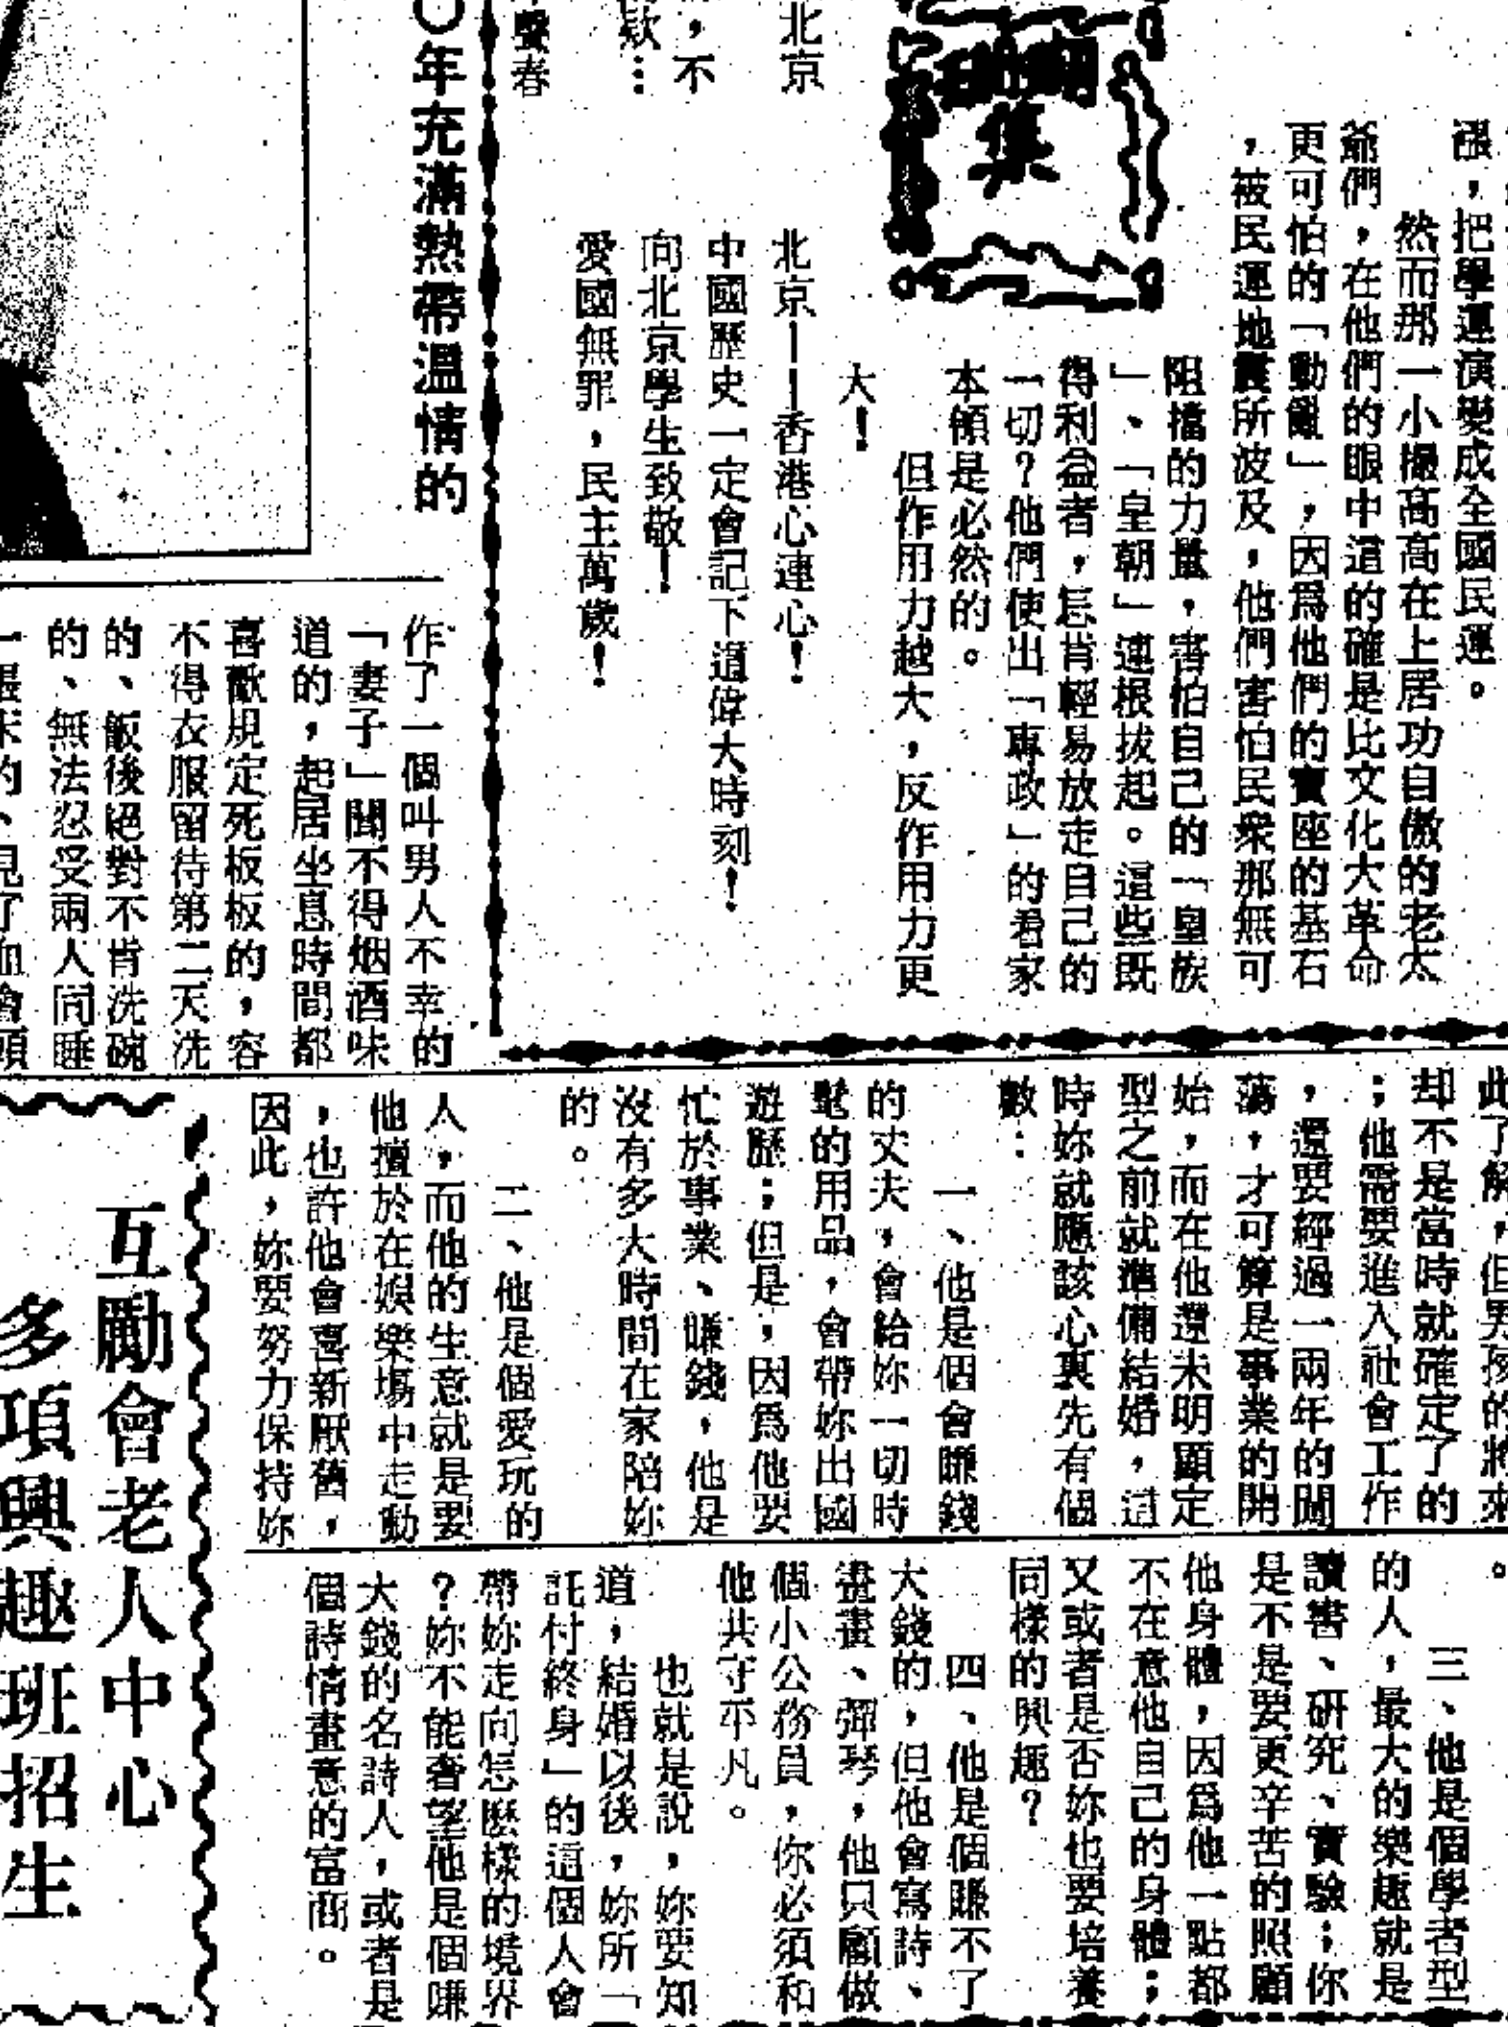 漲，把學運演變成全國民運。
然而那一小撮高高在上居功自傲的老太
爺們，在他們的眼中這的確是比文化大革命
更可怕的「動亂」，因為他們的寶座的基石
，被民運地震所波及，他們害怕民衆那無可
阻擋的力量，害怕自己的「皇族
」、「皇朝」連根拔起。這些既
得利益者，怎肯輕易放走自己的
一切？他們使出「專政」的看家
本領是必然的。
但作用力越大，反作用力更
大！
集
北京
北京——香港心連心！
中國歷史一定會記下這偉大時刻！
向北京學生致敬！
愛國無罪，民主萬歲！
，不
欵…
聲春
〇年充滿熱帶溫情的
作了一個叫男人不幸的
「妻子」聞不得烟酒味
道的，起居坐息時間都
喜歡規定死板板的，容
不得衣服留待第二天洗
的、飯後絕對不肯洗碗
的、無法忍受兩人同睡
一張床的、見了血會頭
此了解，但男孩的將來
却不是當時就確定了的
；他需要進入社會工作
，還要經過一兩年的闖
蕩，才可算是事業的開
始，而在他還未明顯定
型之前就準備結婚，這
時妳就應該心裏先有個
數：
一、他是個會賺錢
的丈夫，會給妳一切時
髦的用品，會帶妳出國
遊歷；但是，因為他要
忙於事業、賺錢，他是
沒有多大時間在家陪妳
的。
二、他是個愛玩的
人，而他的生意就是要
他擅於在娛樂場中走動
，也許他會喜新厭舊，
因此，妳要努力保持妳
。
三、他是個學者型
的人，最大的樂趣就是
讀書、研究、實驗；你
是不是要更辛苦的照顧
他身體，因為他一點都
不在意他自己的身體；
又或者是否妳也要培養
同樣的興趣？
四、他是個賺不了
大錢的，但他會寫詩、
畫畫、彈琴，他只顧做
個小公務員，你必須和
他共守平凡。
也就是說，妳要知
道，結婚以後，妳所「
託付終身」的這個人會
帶妳走向怎麼樣的境界
？妳不能奢望他是個賺
大錢的名詩人，或者是
個詩情畫意的富商。
互勵會老人中心
多項興趣班招生